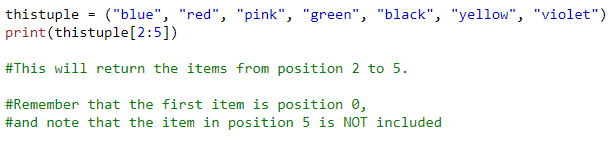 thistuple = ("blue", "red", "pink", "green", "black", "yellow", "violet")
print(thistuple[2:5])
#This will return the items from position 2 to 5.
#Remember that the first item is position 0,
#and note that the item in position 5 is NOT included